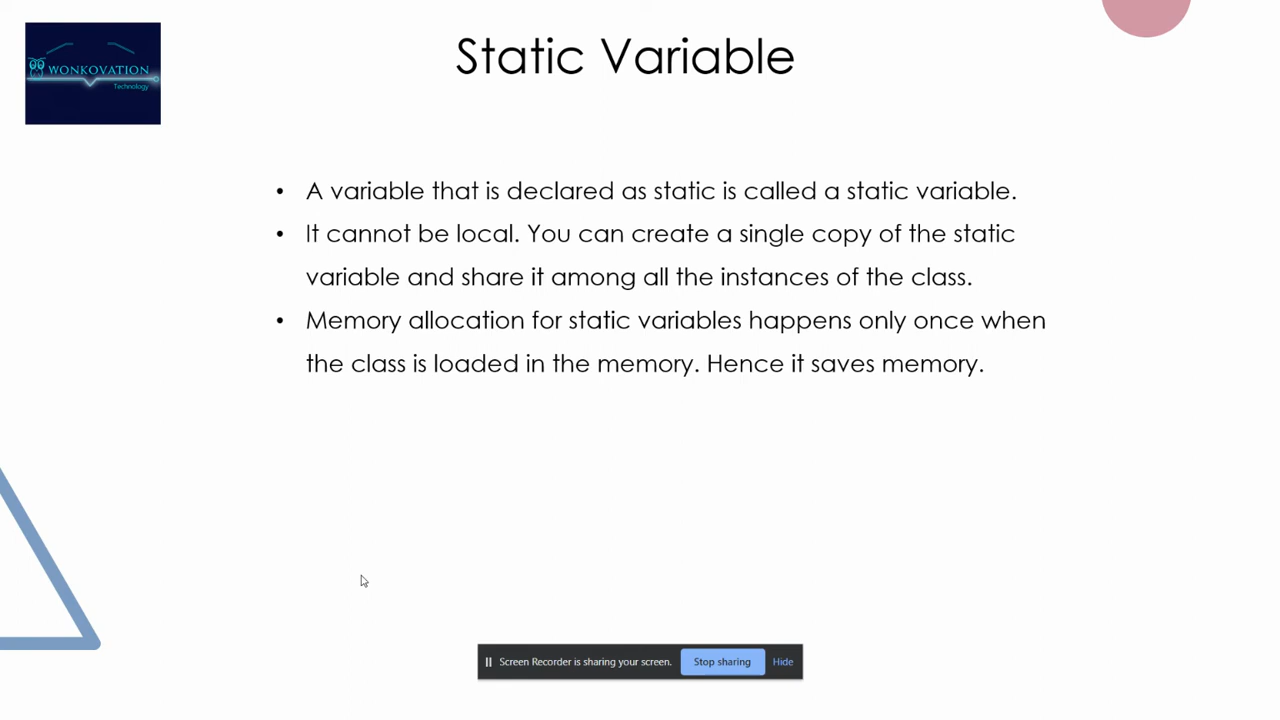 WONKOVATION
Technology
Static Variable
• A variable that is declared as static is called a static variable.
• It cannot be local. You can create a single copy of the static
variable and share it among all the instances of the class.
• Memory allocation for static variables happens only once when
the class is loaded in the memory. Hence it saves memory.
Screen Recorder is sharing your screen. Stop sharing Hide